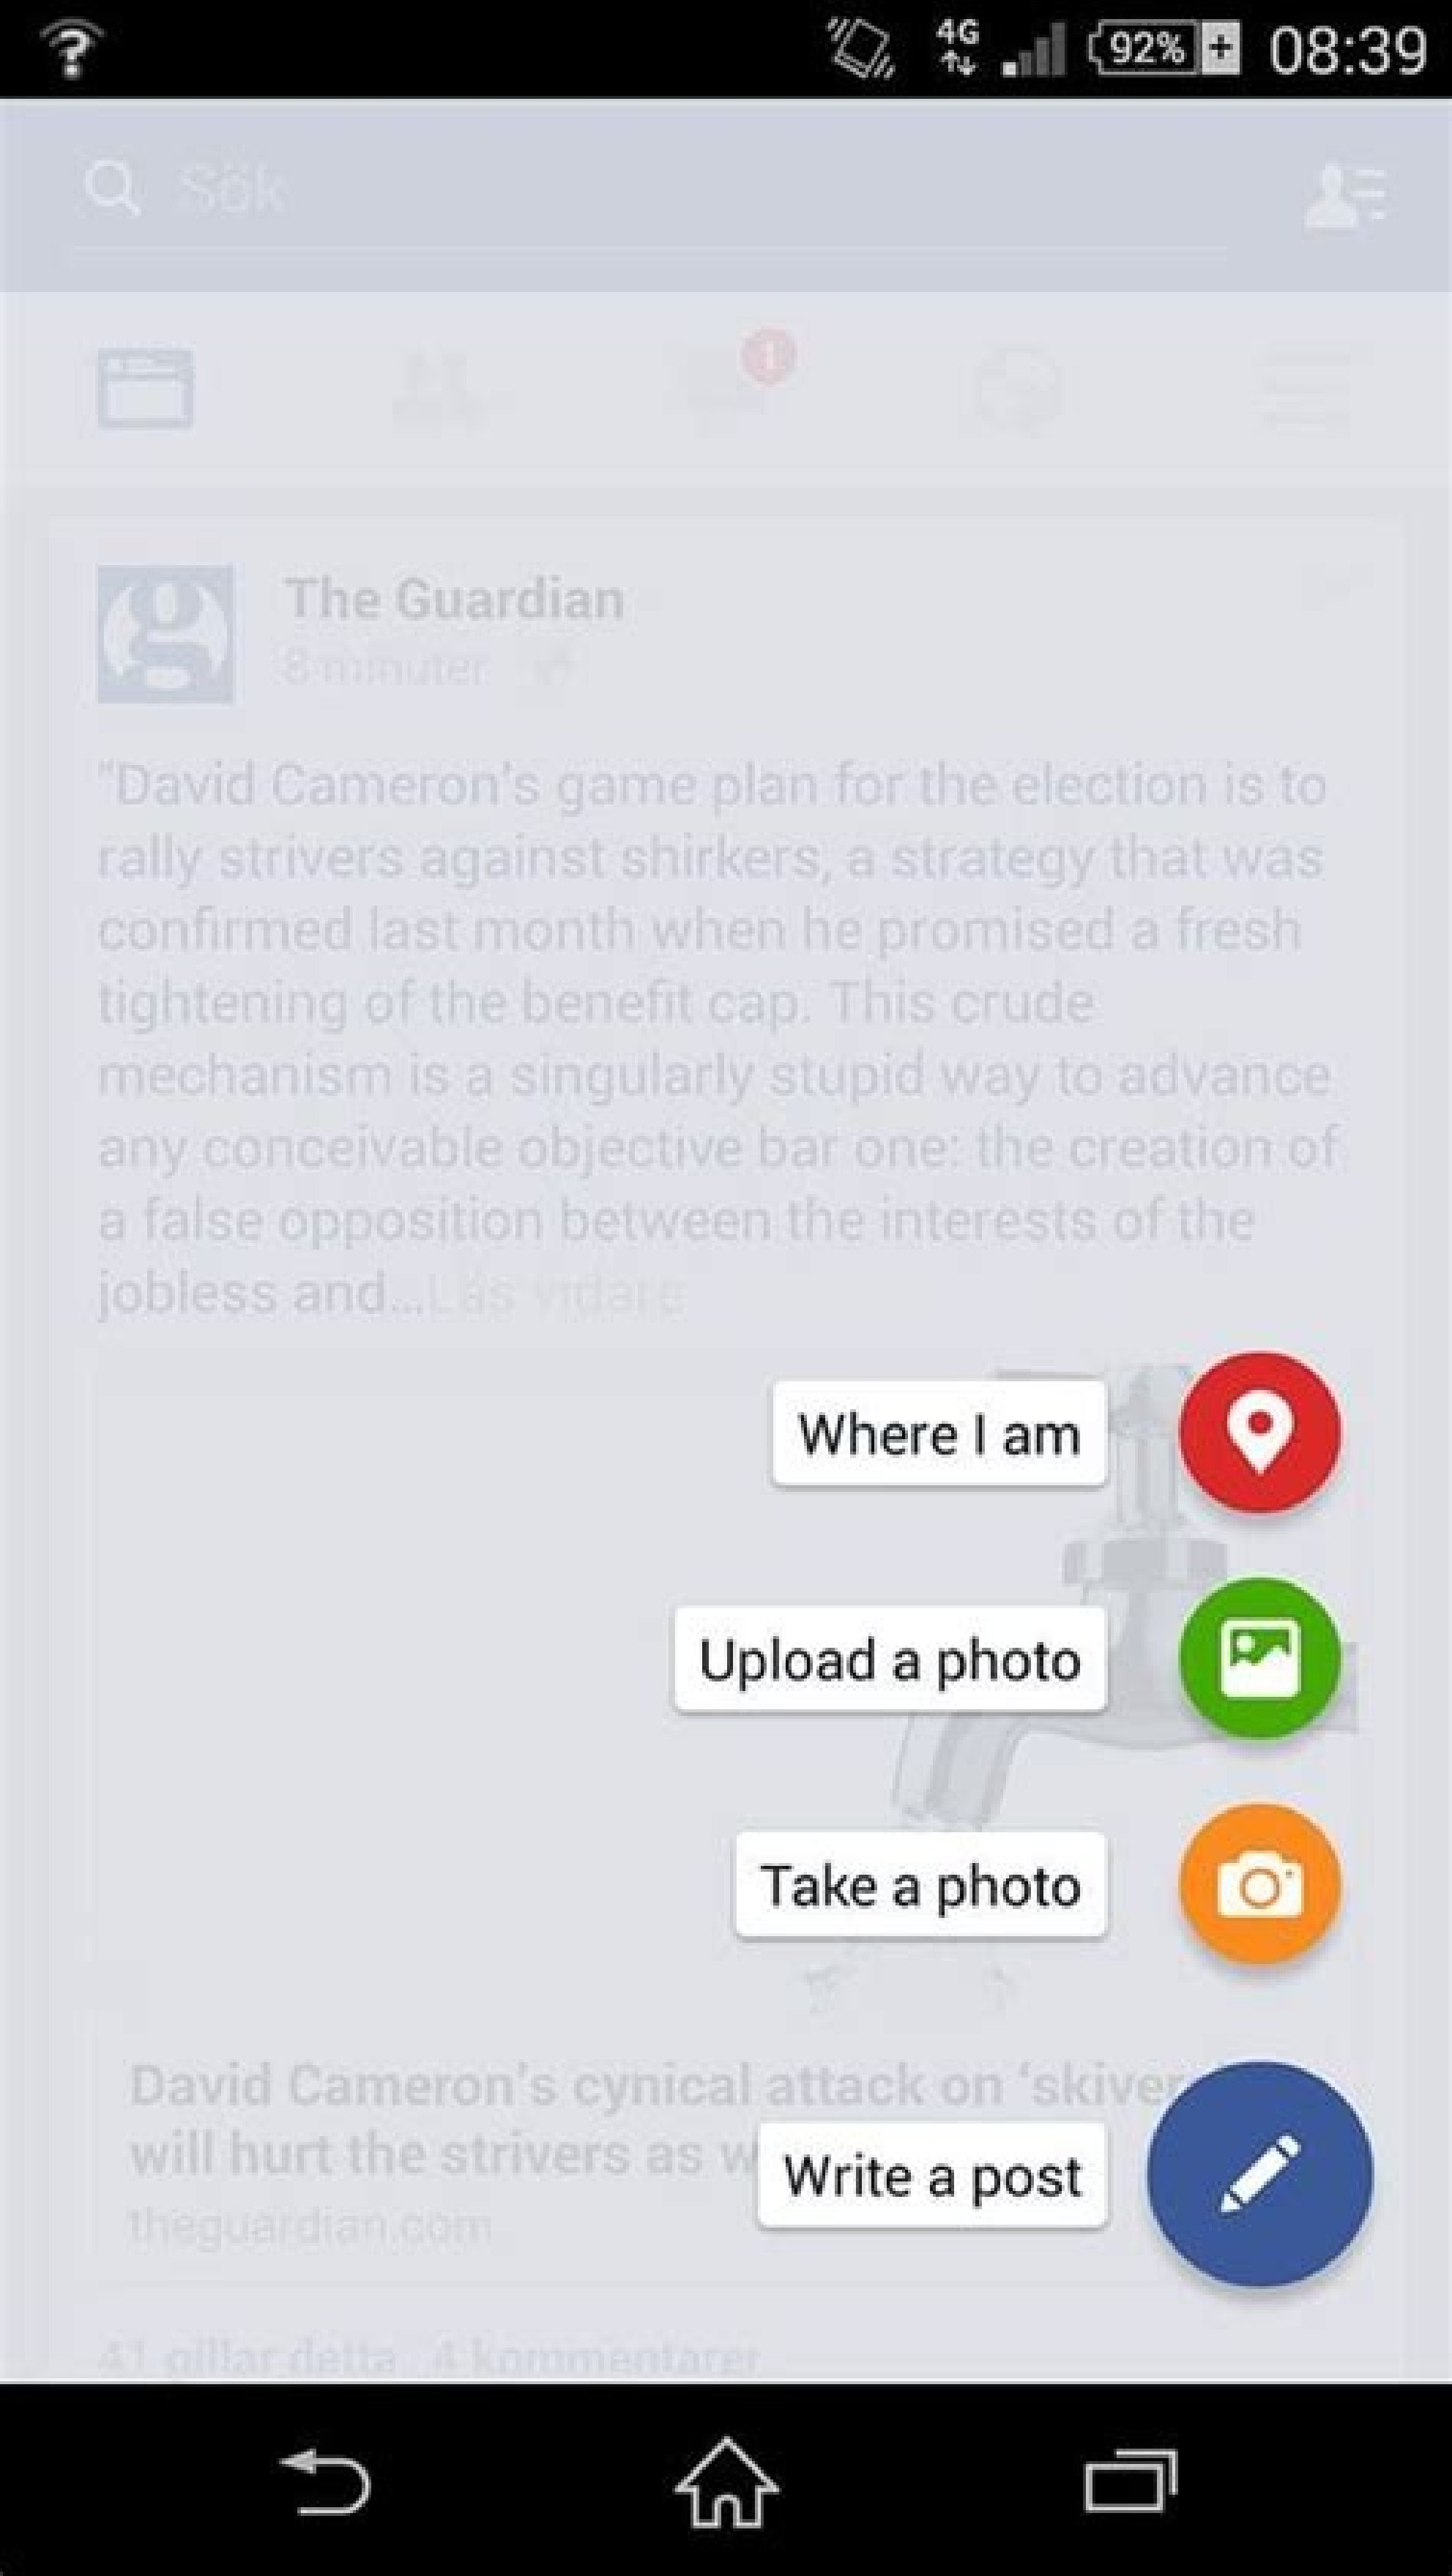 4G
92%
08:39
Sök
1
The Guardian
8 minuter
“David Cameron’s game plan for the election is to
rally strivers against shirkers, a strategy that was
confirmed last month when he promised a fresh
tightening of the benefit cap. This crude
mechanism is a singularly stupid way to advance
any conceivable objective bar one: the creation of
a false opposition between the interests of the
jobless and...Läs vidare
Where I am
Upload a photo
Take a photo
David Cameron’s cynical attack on ‘skiver
will hurt the strivers as w
Write a post
theguardian.com
41 gillar detta 4 kommentarer